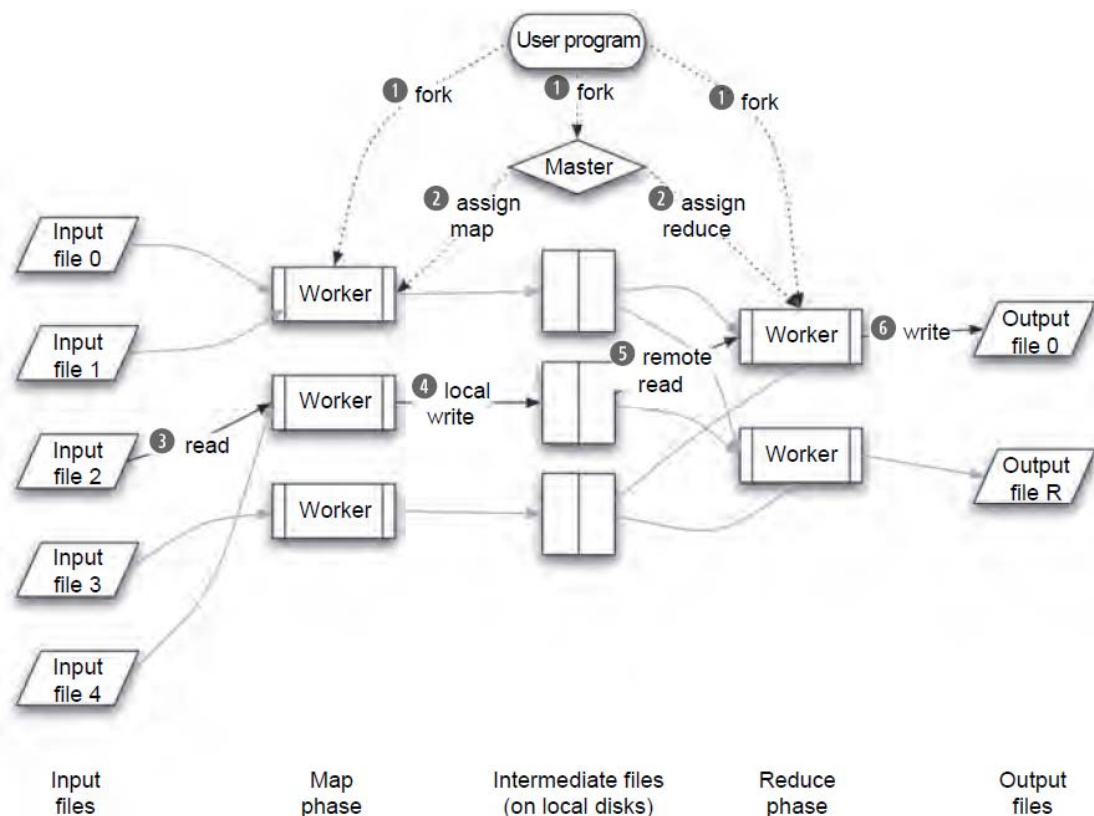 User program
1 fork
1 fork
1 fork
Master
2 assign
map
2 assign
reduce
Input
file 0
Worker
Input
file 1
Worker
6 write
Output
file 0
5 remote
read
4 local
write
Worker
3 read
Input
file 2
Worker
Output
file R
Worker
Input
file 3
Input
file 4
Input
files
Map
phase
Intermediate files
(on local disks)
Reduce
phase
Output
files